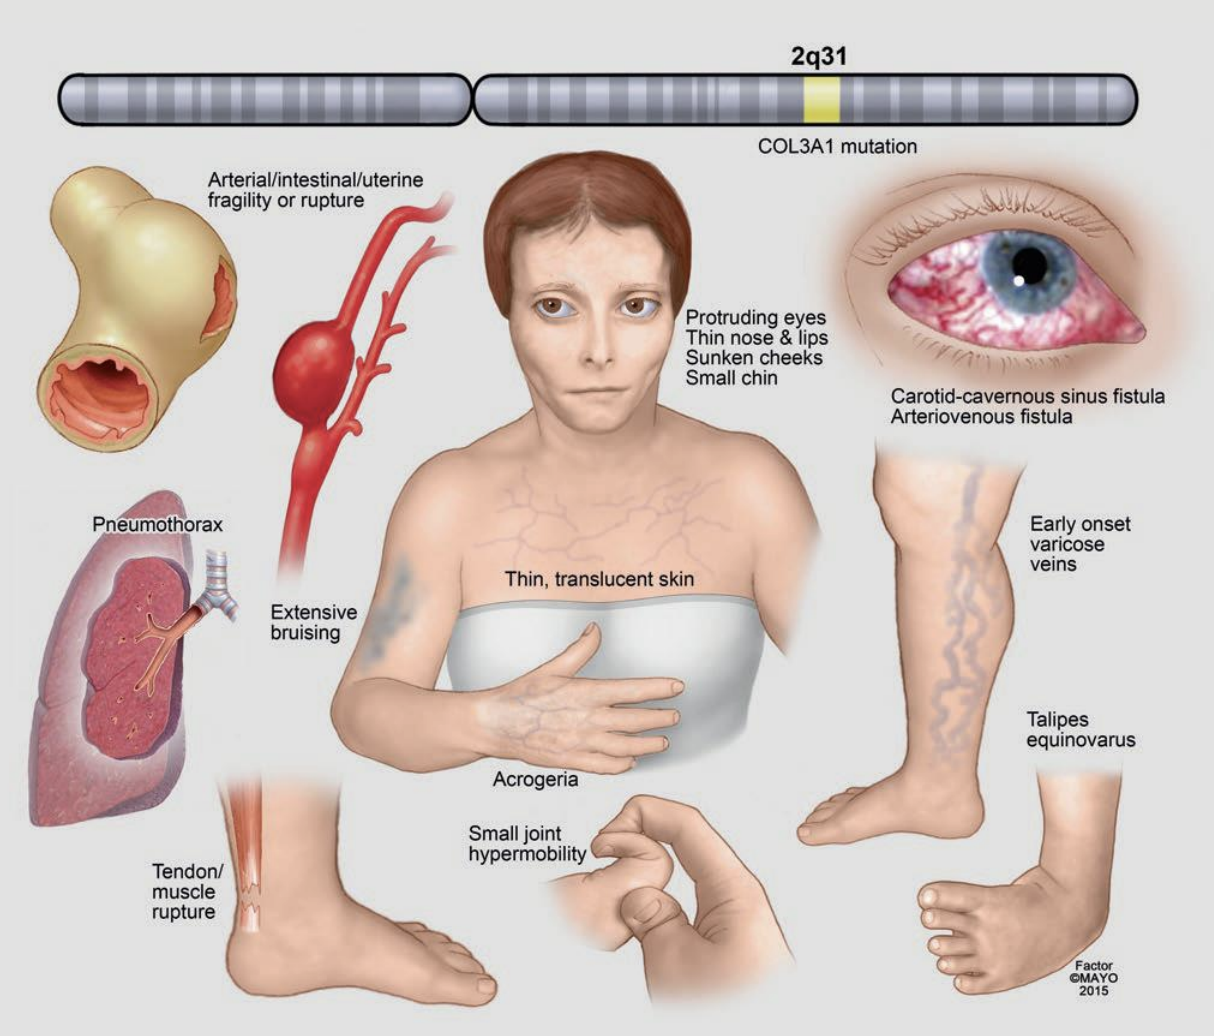 2q31
COL3A1 mutation
Arterial/intestinal/uterine
fragility or rupture
Protruding eyes
Thin nose & lips
Sunken cheeks
Small chin
Carotid-cavernous sinus fistula
Arteriovenous fistula
Pneumothorax
Early onset
varicose
veins
Thin, translucent skin
Extensive
bruising
Talipes
equinovarus
Acrogeria
Small joint
hypermobility
Tendon/
muscle
rupture
Factor
©MAYO
2015